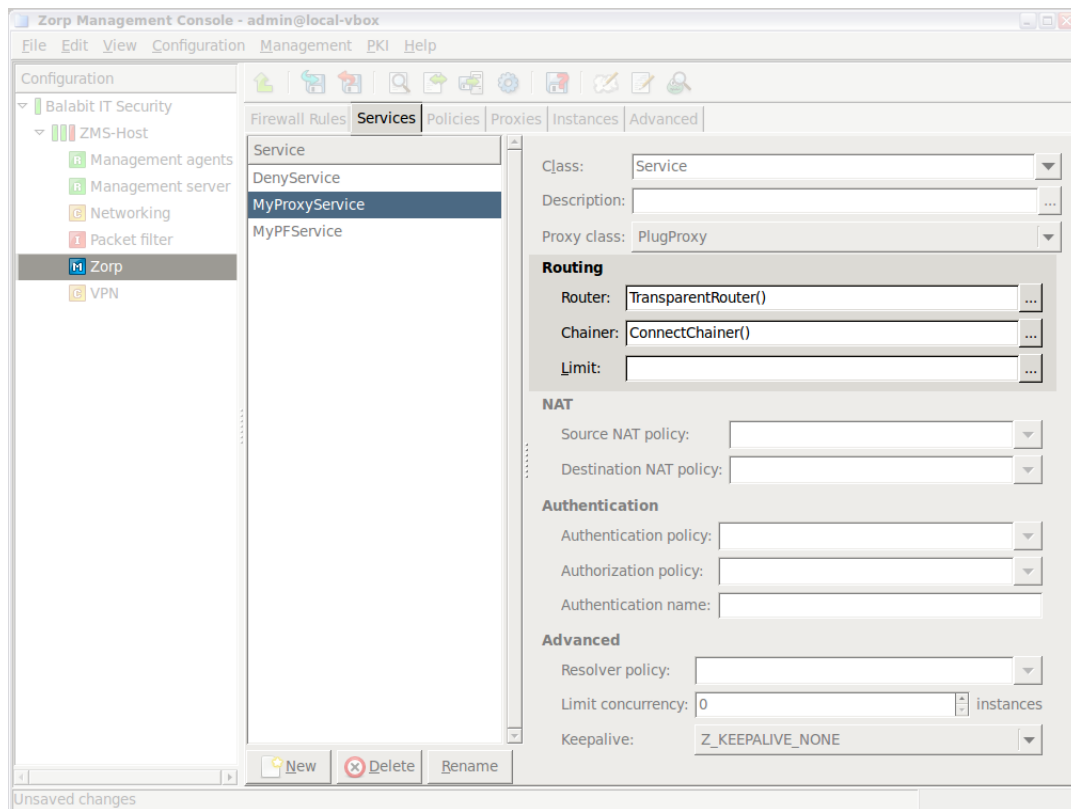 Zorp Management Console - admin@local-vbox
File Edit View Configuration Management PKI Help
Configuration
Balabit IT Security
ZMS-Host
R Management agents
R Management server
C Networking
I Packet filter
M Zorp
C VPN
Firewall Rules Services Policies Proxies Instances Advanced
Service
DenyService
MyProxyService
MyPFService
New Delete Rename
Class: Service
Description: ...
Proxy class: PlugProxy
Routing
Router: TransparentRouter() ...
Chainer: ConnectChainer() ...
Limit: ...
NAT
Source NAT policy:
Destination NAT policy:
Authentication
Authentication policy:
Authorization policy:
Authentication name:
Advanced
Resolver policy:
Limit concurrency: 0 instances
Keepalive: Z_KEEPALIVE_NONE
Unsaved changes